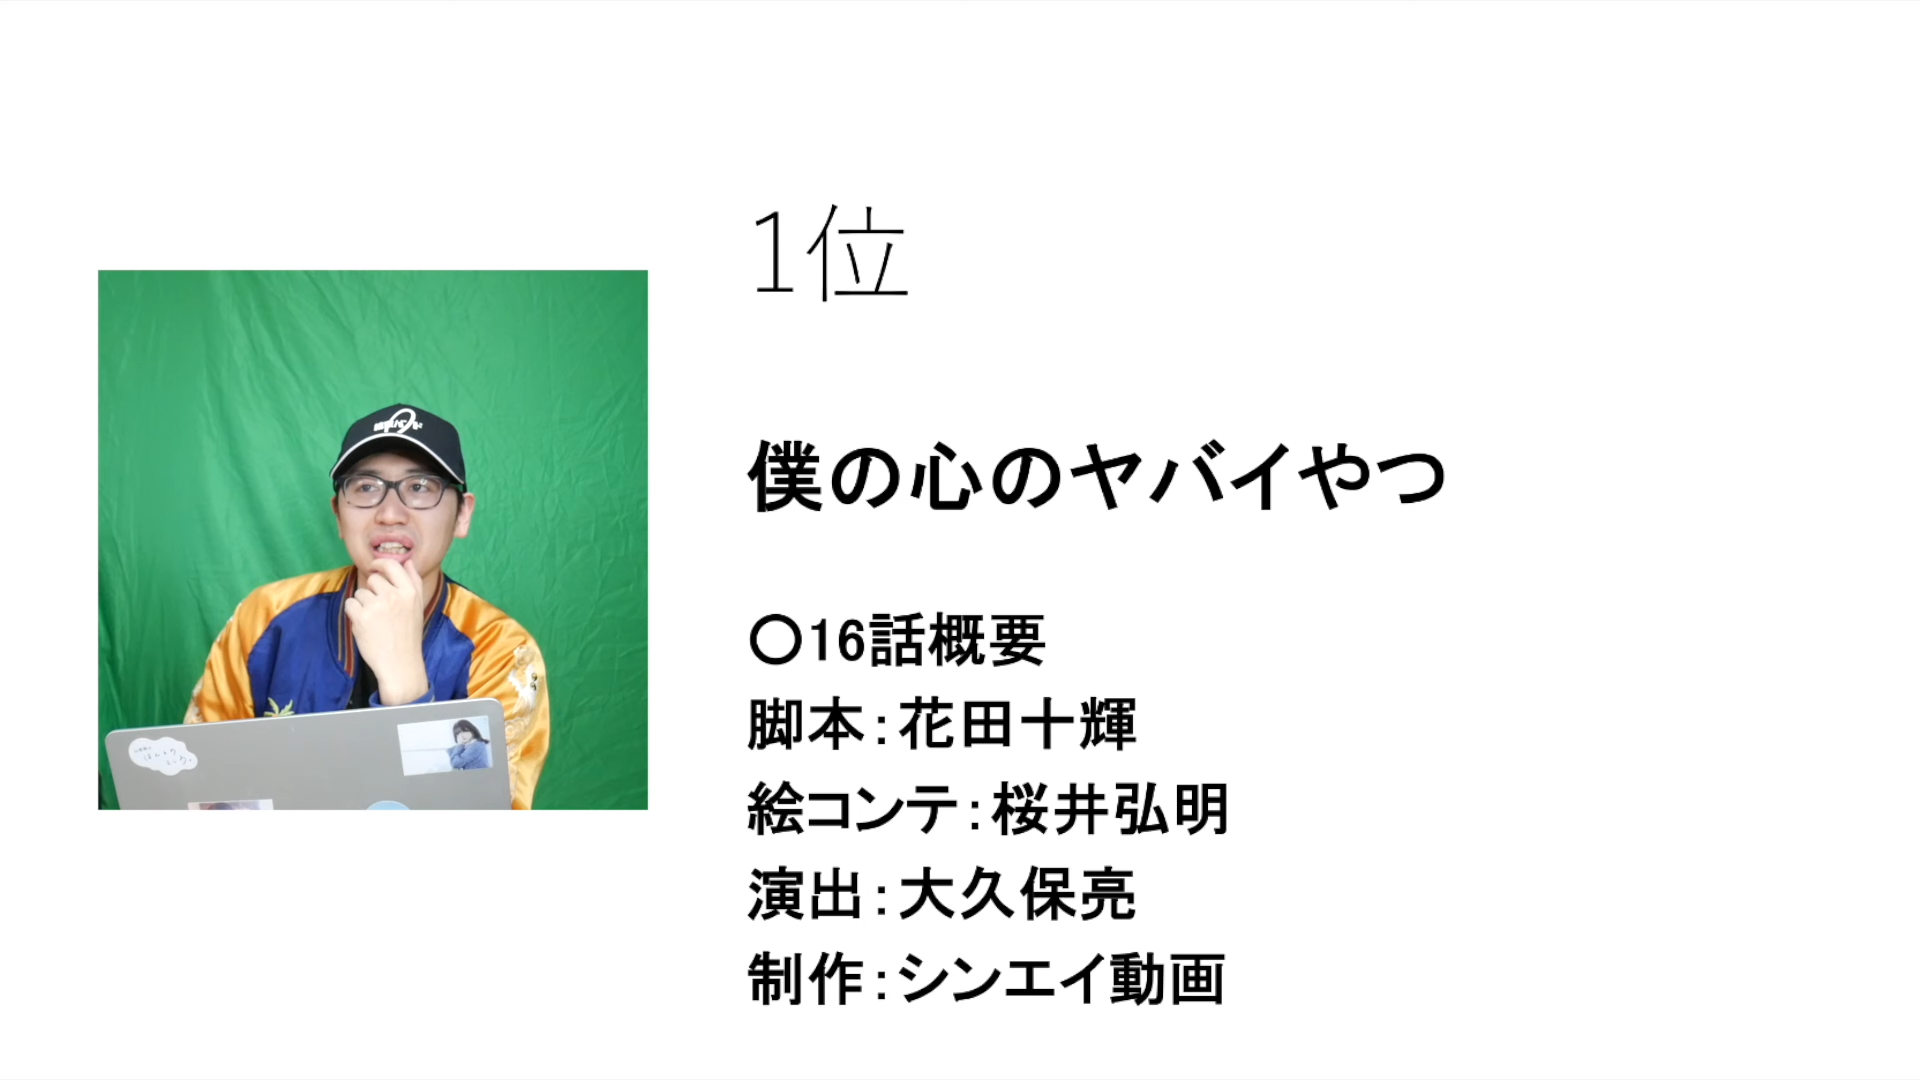 1位
僕の心のヤバイやつ
〇16話概要
脚本：花田十輝
絵コンテ：桜井弘明
演出：大久保亮
制作：シンエイ動画